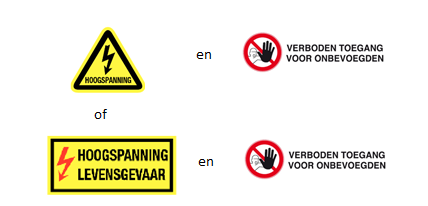 HOOGSPANNING
en
VERBODEN TOEGANG
VOOR ONBEVOEGDEN
of
HOOGSPANNING
LEVENSGEVAAR
en
VERBODEN TOEGANG
VOOR ONBEVOEGDEN